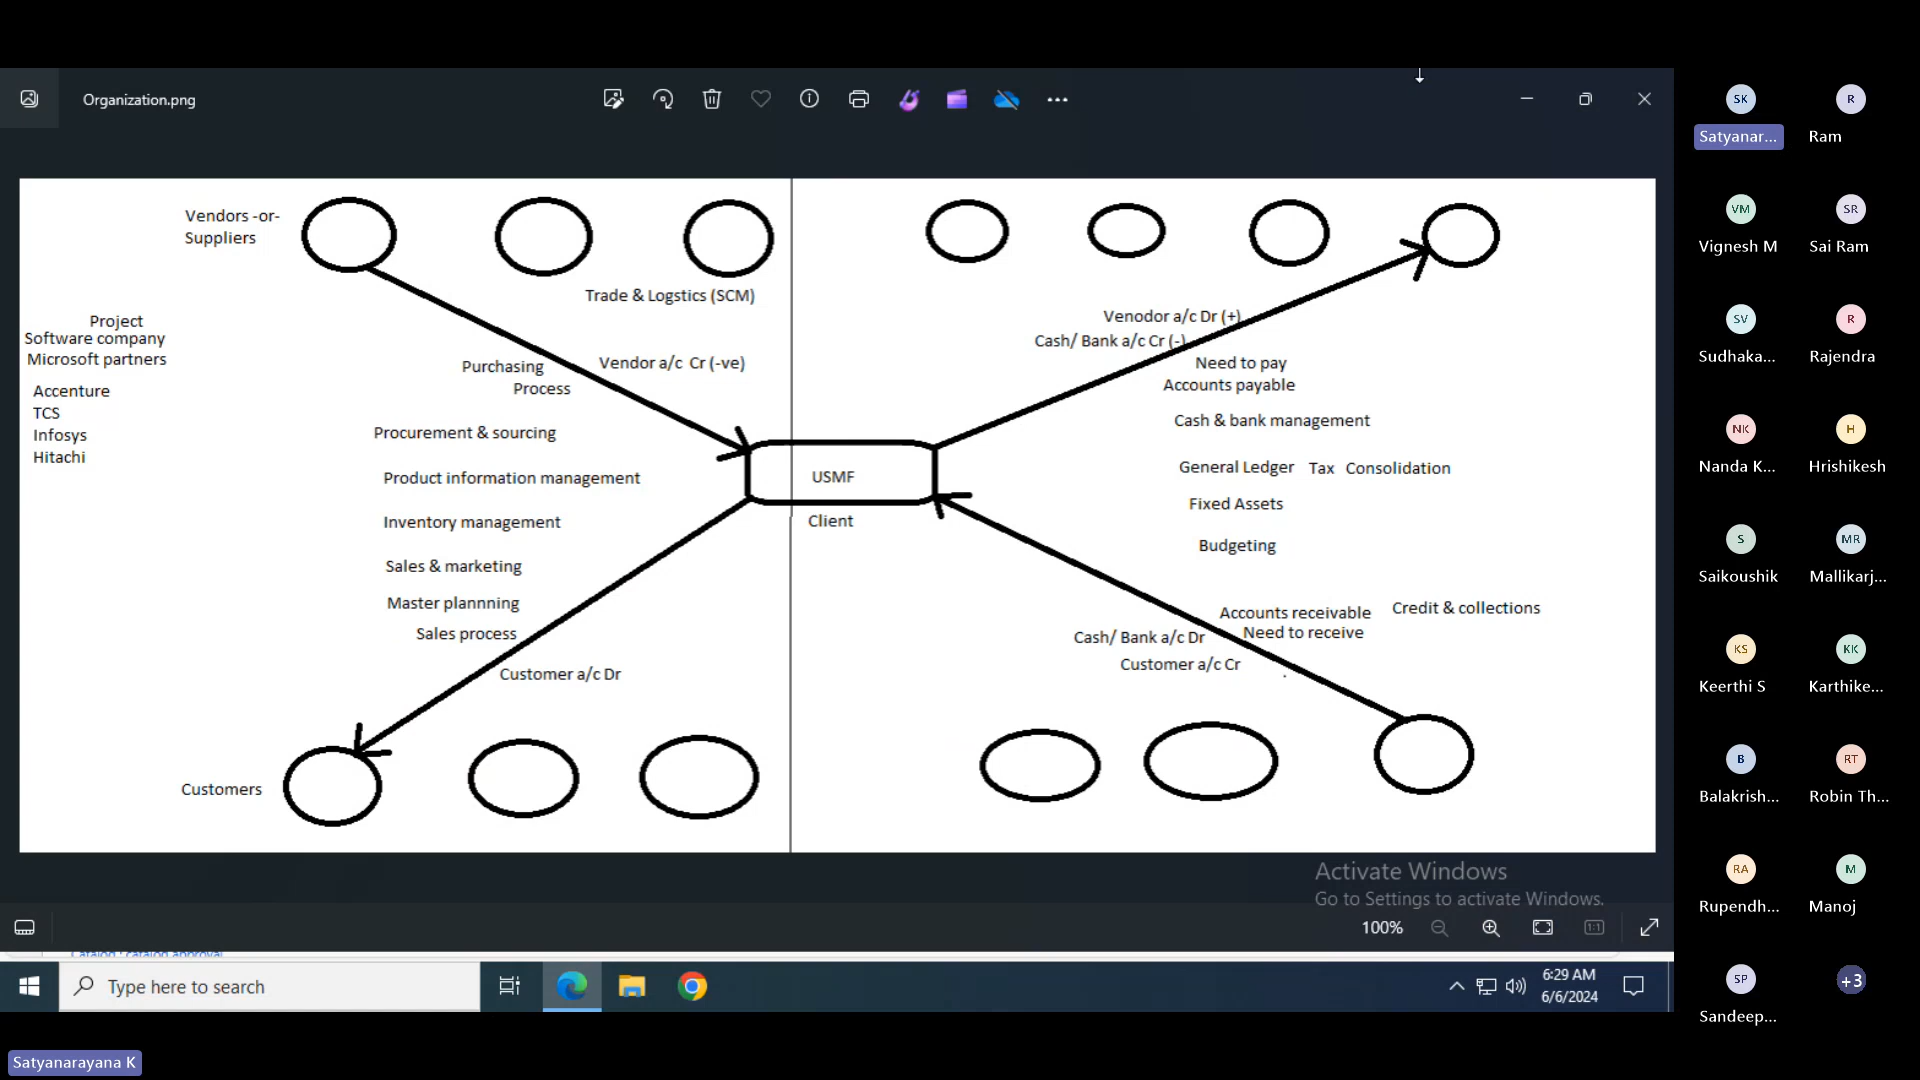 Organization.png
Vendors -or-
Suppliers
Trade & Logstics (SCM)
Project
Software company
Microsoft partners
Accenture
TCS
Infosys
Hitachi
Purchasing
Process
Vendor a/c Cr (-ve)
Procurement & sourcing
Product information management
Inventory management
Sales & marketing
Master plannning
Sales process
Customer a/c Dr
Customers
USMF
Client
Venodor a/c Dr (+)
Cash/ Bank a/c Cr (-)
Need to pay
Accounts payable
Cash & bank management
General Ledger Tax Consolidation
Fixed Assets
Budgeting
Accounts receivable Credit & collections
Need to receive
Cash/ Bank a/c Dr
Customer a/c Cr
Activate Windows
Go to Settings to activate Windows.
100%
1:1
Catalog : catalog approval
Type here to search
6:29 AM
6/6/2024
SK
Satyanar...
R
Ram
VM
Vignesh M
SR
Sai Ram
SV
Sudhaka...
R
Rajendra
NK
Nanda K...
H
Hrishikesh
S
Saikoushik
MR
Mallikarj...
KS
Keerthi S
KK
Karthike...
B
Balakrish...
RT
Robin Th...
RA
Rupendh...
M
Manoj
SP
Sandeep...
+3
Satyanarayana K